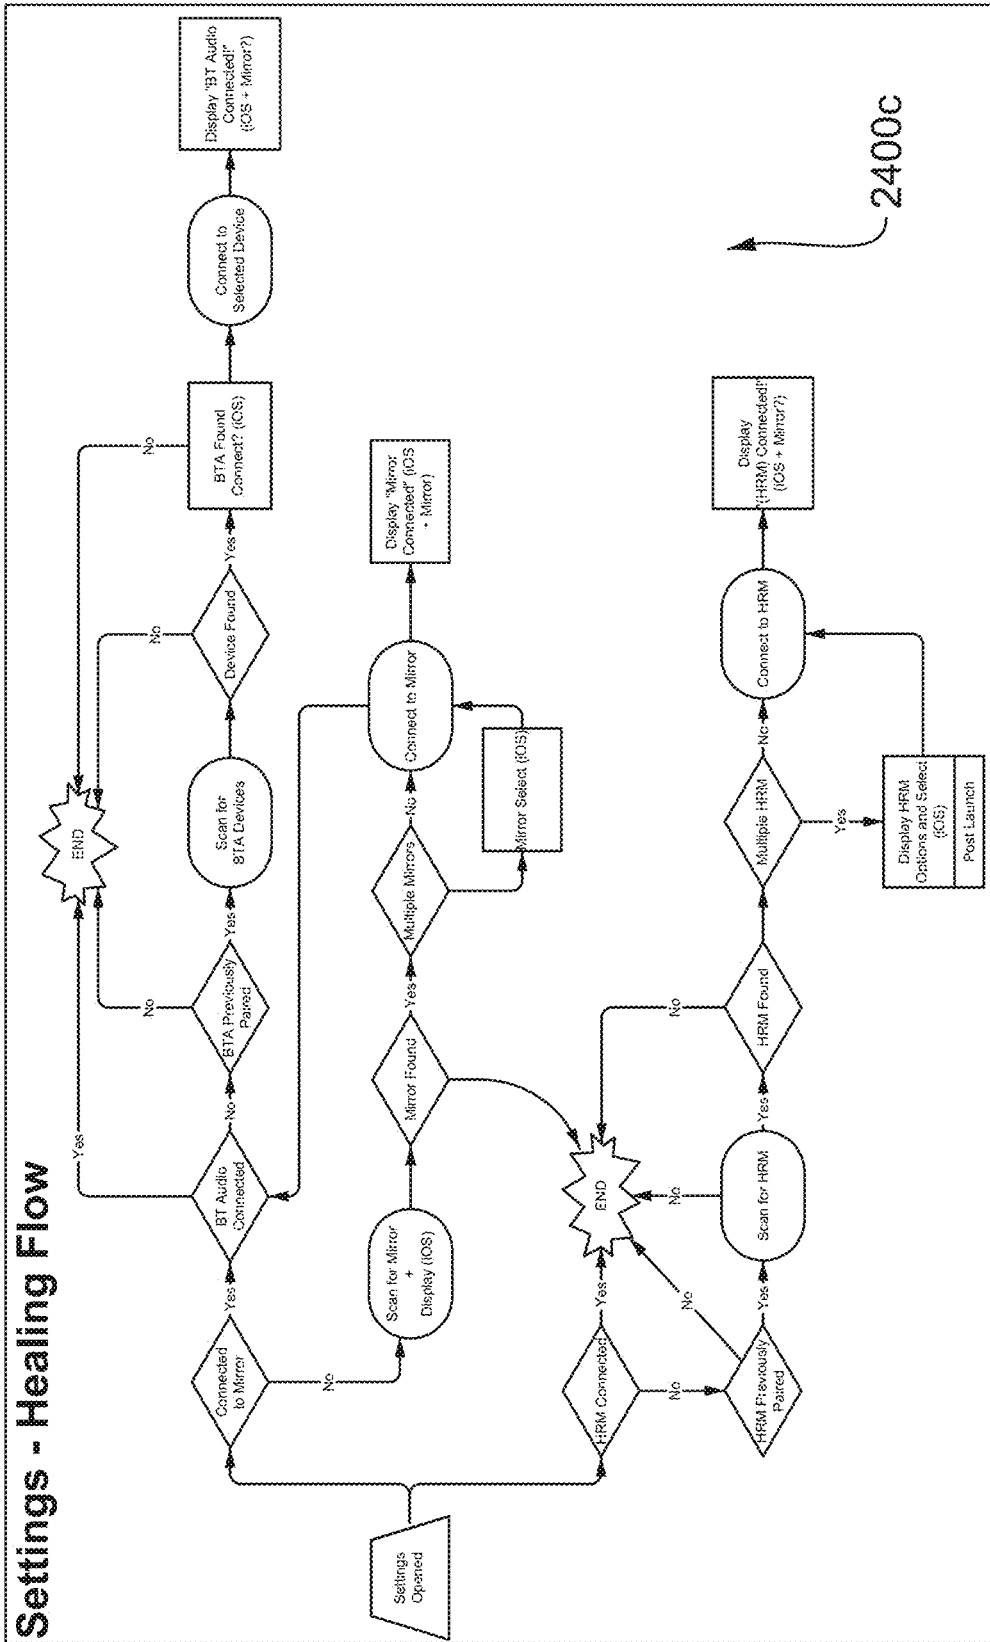 Settings - Healing Flow
Settings
Opened
Connected
to Mirror
Yes
No
BT Audio
Connected
Yes
No
BTA Previously
Paired
No
Yes
Scan for
BTA Devices
END
Device Found
No
Yes
BTA Found
Connect? (iOS)
No
Connect to
Selected Device
Display "BT Audio
Connected!"
(iOS + Mirror?)
Scan for Mirror
+
Display (iOS)
Mirror Found
Yes
Multiple Mirrors
No
Mirror Select (iOS)
Connect to Mirror
Display "Mirror
Connected" (iOS
+ Mirror)
HRM Connected
Yes
No
END
HRM Previously
Paired
No
Yes
Scan for HRM
No
Yes
HRM Found
No
Multiple HRM
No
Yes
Display HRM
Options and Select
(iOS)
Post Launch
Connect to HRM
Display
"(HRM) Connected!"
(iOS + Mirror?)
2400c